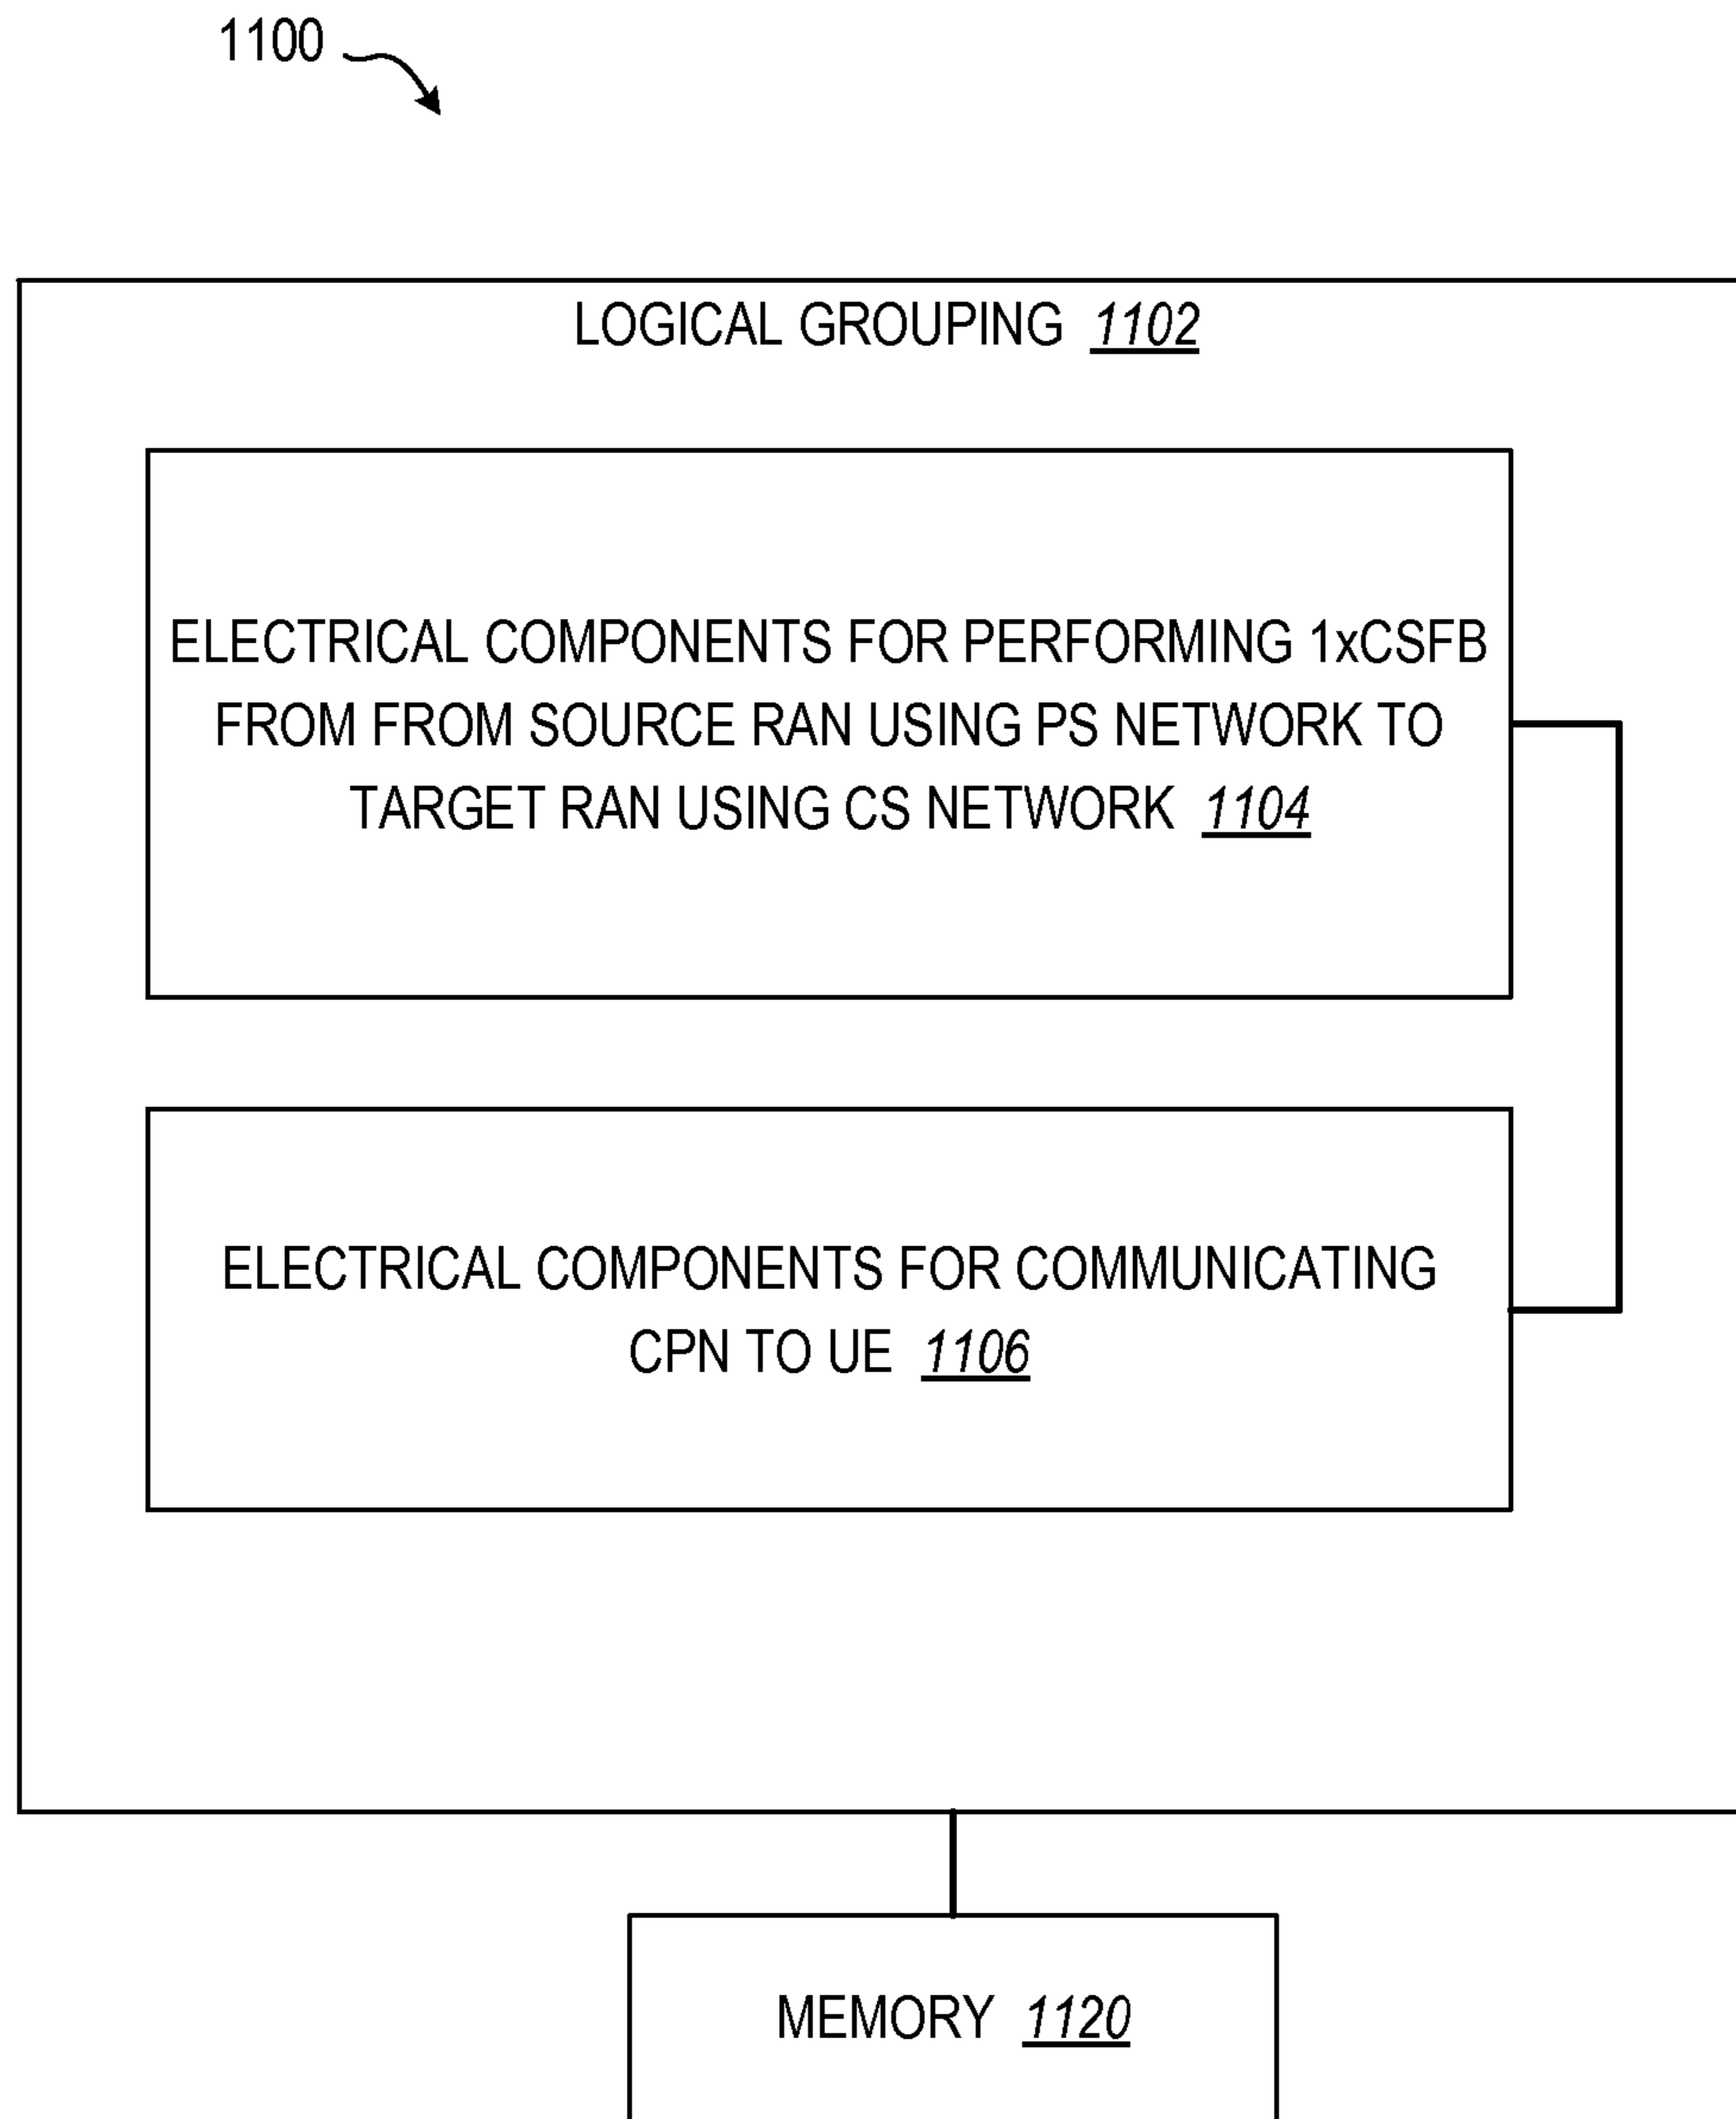 1100
LOGICAL GROUPING 1102
ELECTRICAL COMPONENTS FOR PERFORMING 1xCSFB
FROM FROM SOURCE RAN USING PS NETWORK TO
TARGET RAN USING CS NETWORK 1104
ELECTRICAL COMPONENTS FOR COMMUNICATING
CPN TO UE 1106
MEMORY 1120